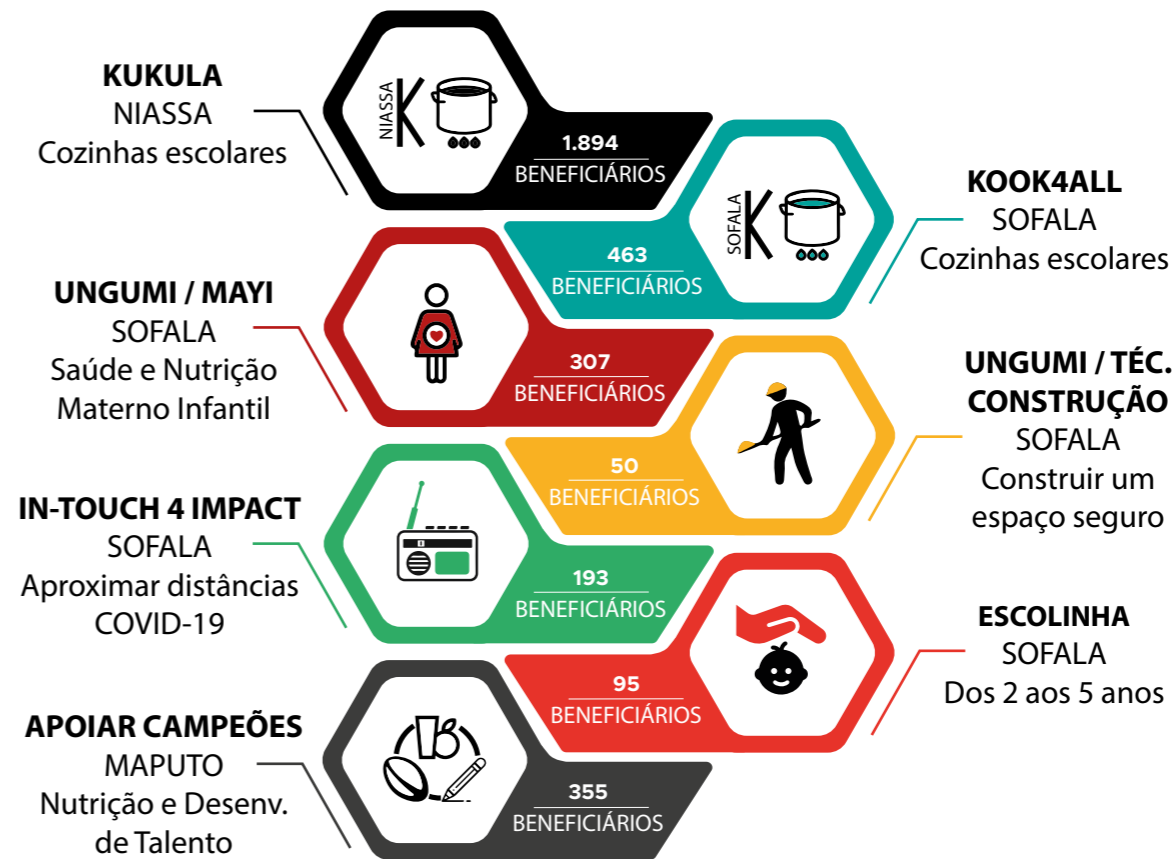 KUKULA
NIASSA
Cozinhas escolares
NIASSA
K
1.894
BENEFICIÁRIOS
KOOK4ALL
SOFALA
Cozinhas escolares
SOFALA
K
463
BENEFICIÁRIOS
UNGUMI / MAYI
SOFALA
Saúde e Nutrição
Materno Infantil
307
BENEFICIÁRIOS
UNGUMI / TÉC.
CONSTRUÇÃO
SOFALA
Construir um
espaço seguro
50
BENEFICIÁRIOS
IN-TOUCH 4 IMPACT
SOFALA
Aproximar distâncias
COVID-19
193
BENEFICIÁRIOS
ESCOLINHA
SOFALA
Dos 2 aos 5 anos
95
BENEFICIÁRIOS
APOIAR CAMPEÕES
MAPUTO
Nutrição e Desenv.
de Talento
355
BENEFICIÁRIOS